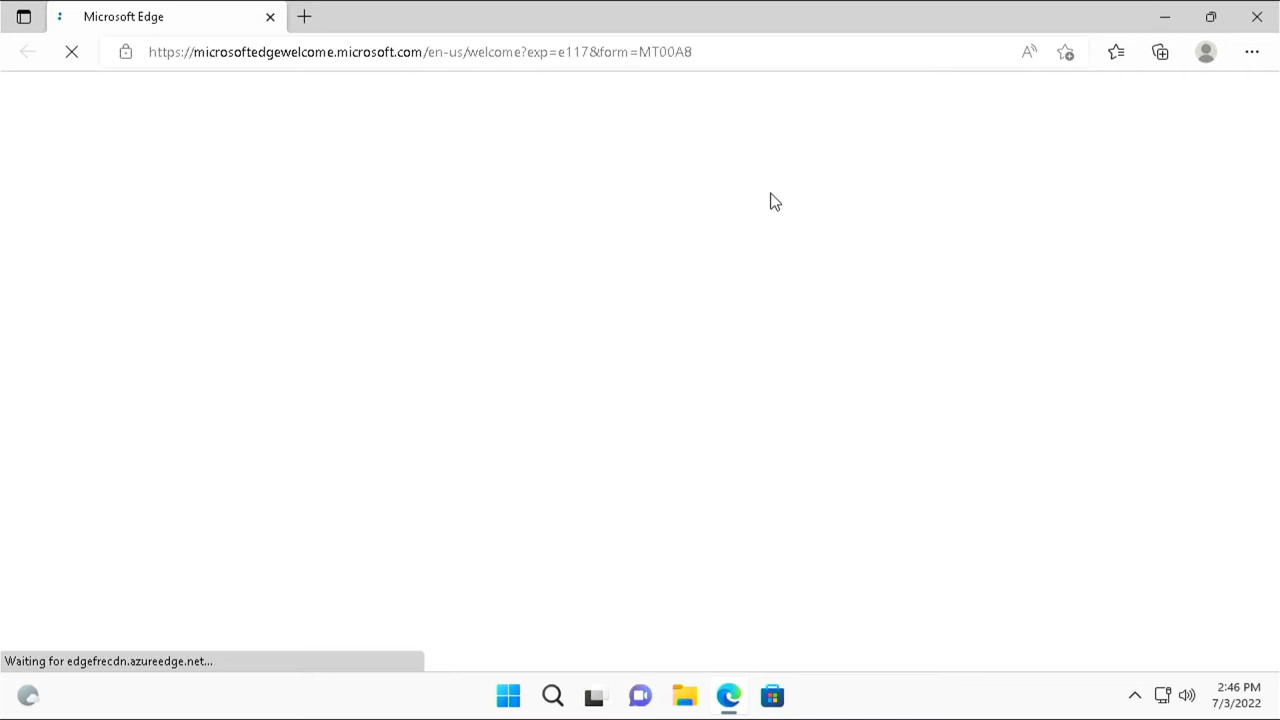 Microsoft Edge
https://microsoftedgewelcome.microsoft.com/en-us/welcome?exp=e117&form=MT00A8
Waiting for edgefrecdn.azureedge.net...
2:46 PM
7/3/2022